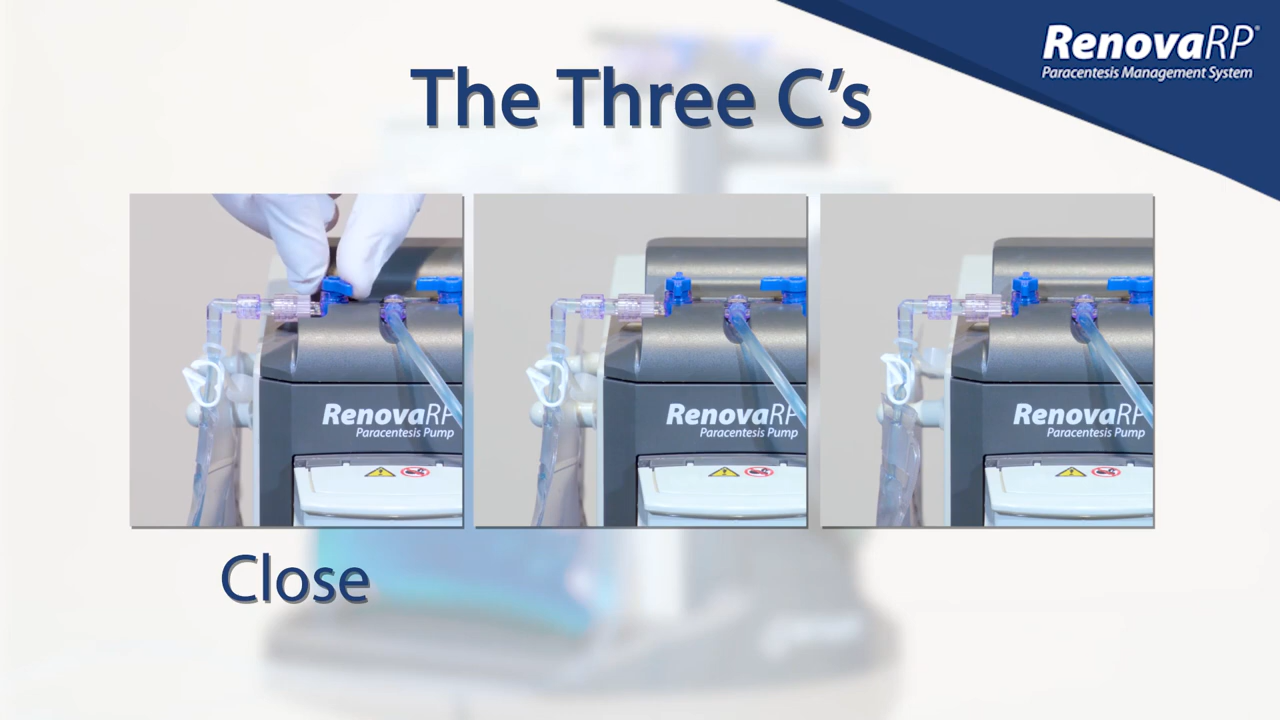 RenovaRP®
Paracentesis Management System
The Three C's
RenovaRP
Paracentesis Pump
RenovaRP
Paracentesis Pump
RenovaRP
Paracentesis Pump
Close